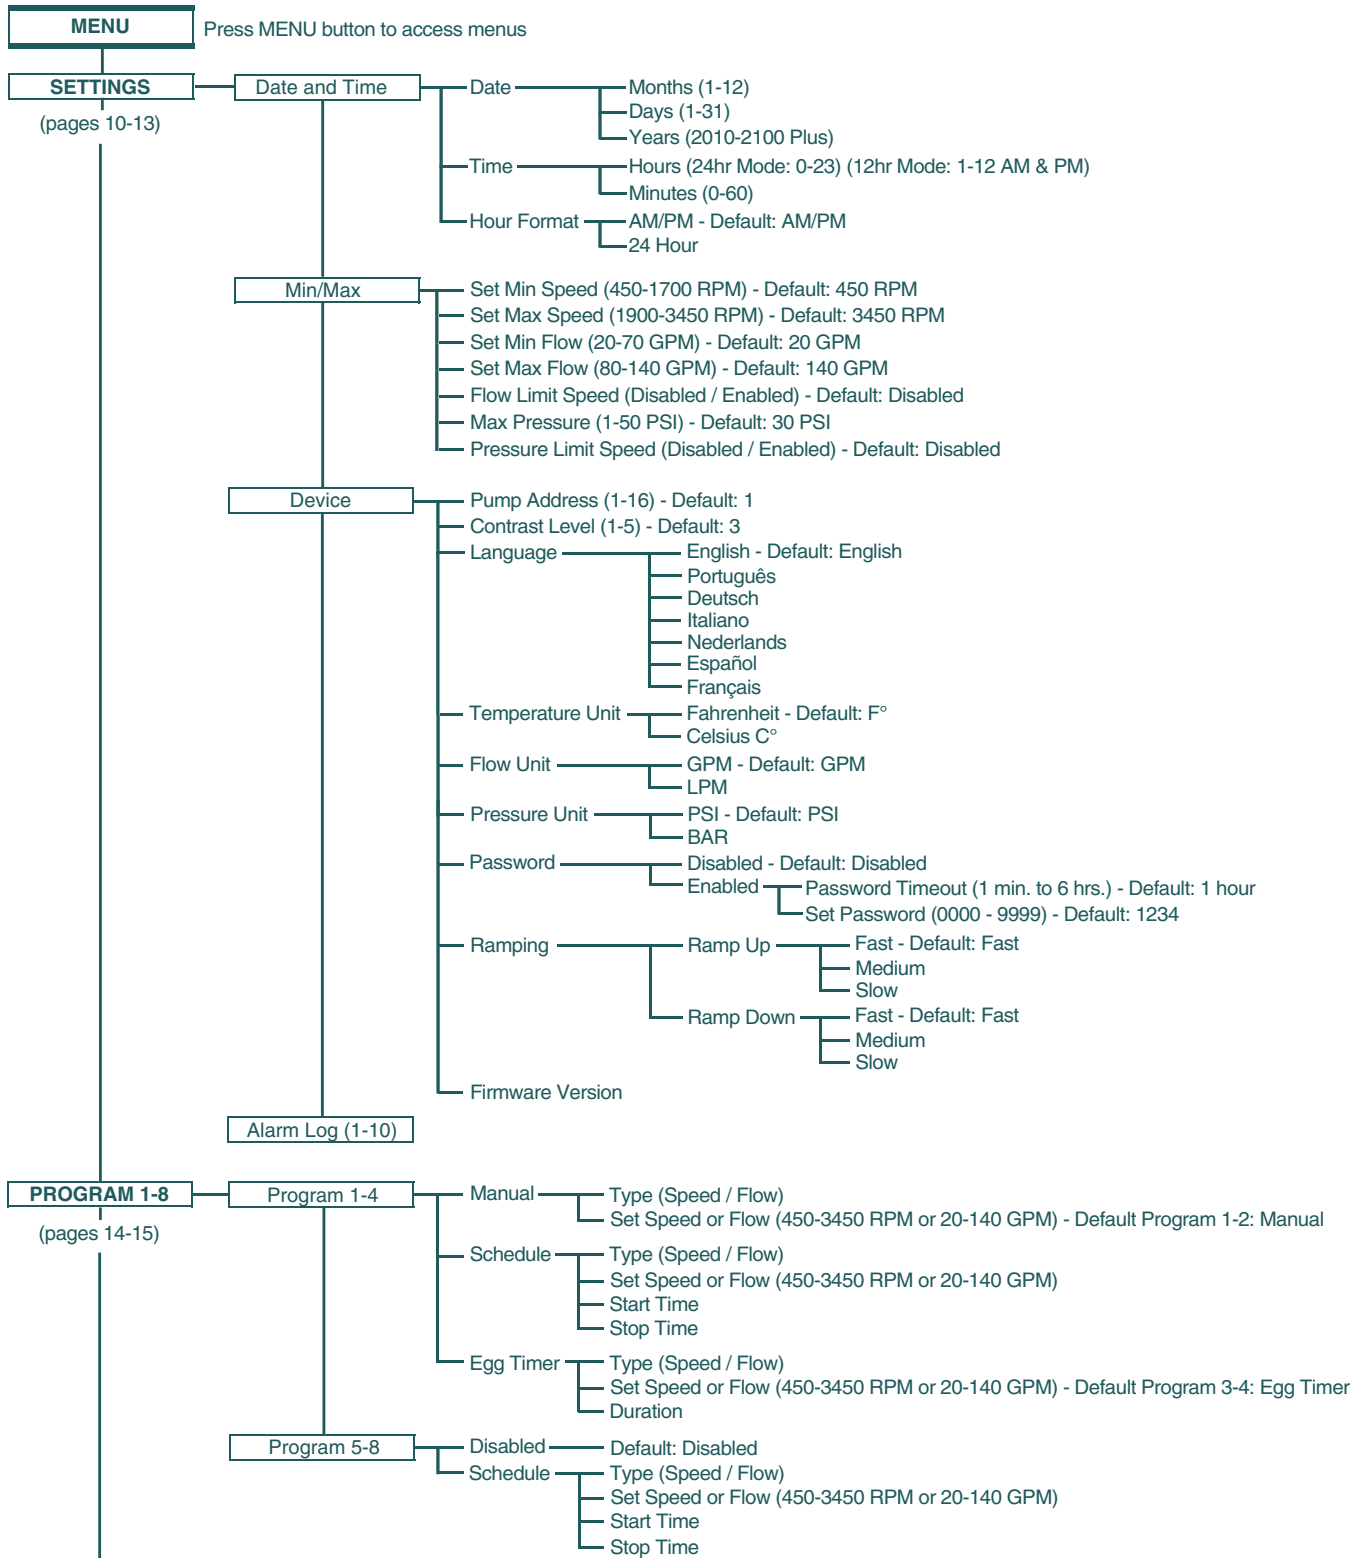 MENU Press MENU button to access menus
SETTINGS Date and Time Date Months (1-12)
Days (1-31)
(pages 10-13)
Years (2010-2100 Plus)
Time Hours (24hr Mode: 0-23) (12hr Mode: 1-12 AM & PM)
Minutes (0-60)
Hour Format AM/PM - Default: AM/PM
24 Hour
Min/Max Set Min Speed (450-1700 RPM) - Default: 450 RPM
Set Max Speed (1900-3450 RPM) - Default: 3450 RPM
Set Min Flow (20-70 GPM) - Default: 20 GPM
Set Max Flow (80-140 GPM) - Default: 140 GPM
Flow Limit Speed (Disabled / Enabled) - Default: Disabled
Max Pressure (1-50 PSI) - Default: 30 PSI
Pressure Limit Speed (Disabled / Enabled) - Default: Disabled
Device Pump Address (1-16) - Default: 1
Contrast Level (1-5) - Default: 3
Language English - Default: English
Português
Deutsch
Italiano
Nederlands
Español
Français
Temperature Unit Fahrenheit - Default: F°
Celsius C°
Flow Unit GPM - Default: GPM
LPM
Pressure Unit PSI - Default: PSI
BAR
Password Disabled - Default: Disabled
Enabled Password Timeout (1 min. to 6 hrs.) - Default: 1 hour
Set Password (0000 - 9999) - Default: 1234
Ramping Ramp Up Fast - Default: Fast
Medium
Slow
Ramp Down Fast - Default: Fast
Medium
Slow
Firmware Version
Alarm Log (1-10)
PROGRAM 1-8 Program 1-4 Manual Type (Speed / Flow)
Set Speed or Flow (450-3450 RPM or 20-140 GPM) - Default Program 1-2: Manual
(pages 14-15)
Schedule Type (Speed / Flow)
Set Speed or Flow (450-3450 RPM or 20-140 GPM)
Start Time
Stop Time
Egg Timer Type (Speed / Flow)
Set Speed or Flow (450-3450 RPM or 20-140 GPM) - Default Program 3-4: Egg Timer
Duration
Program 5-8 Disabled Default: Disabled
Schedule Type (Speed / Flow)
Set Speed or Flow (450-3450 RPM or 20-140 GPM)
Start Time
Stop Time